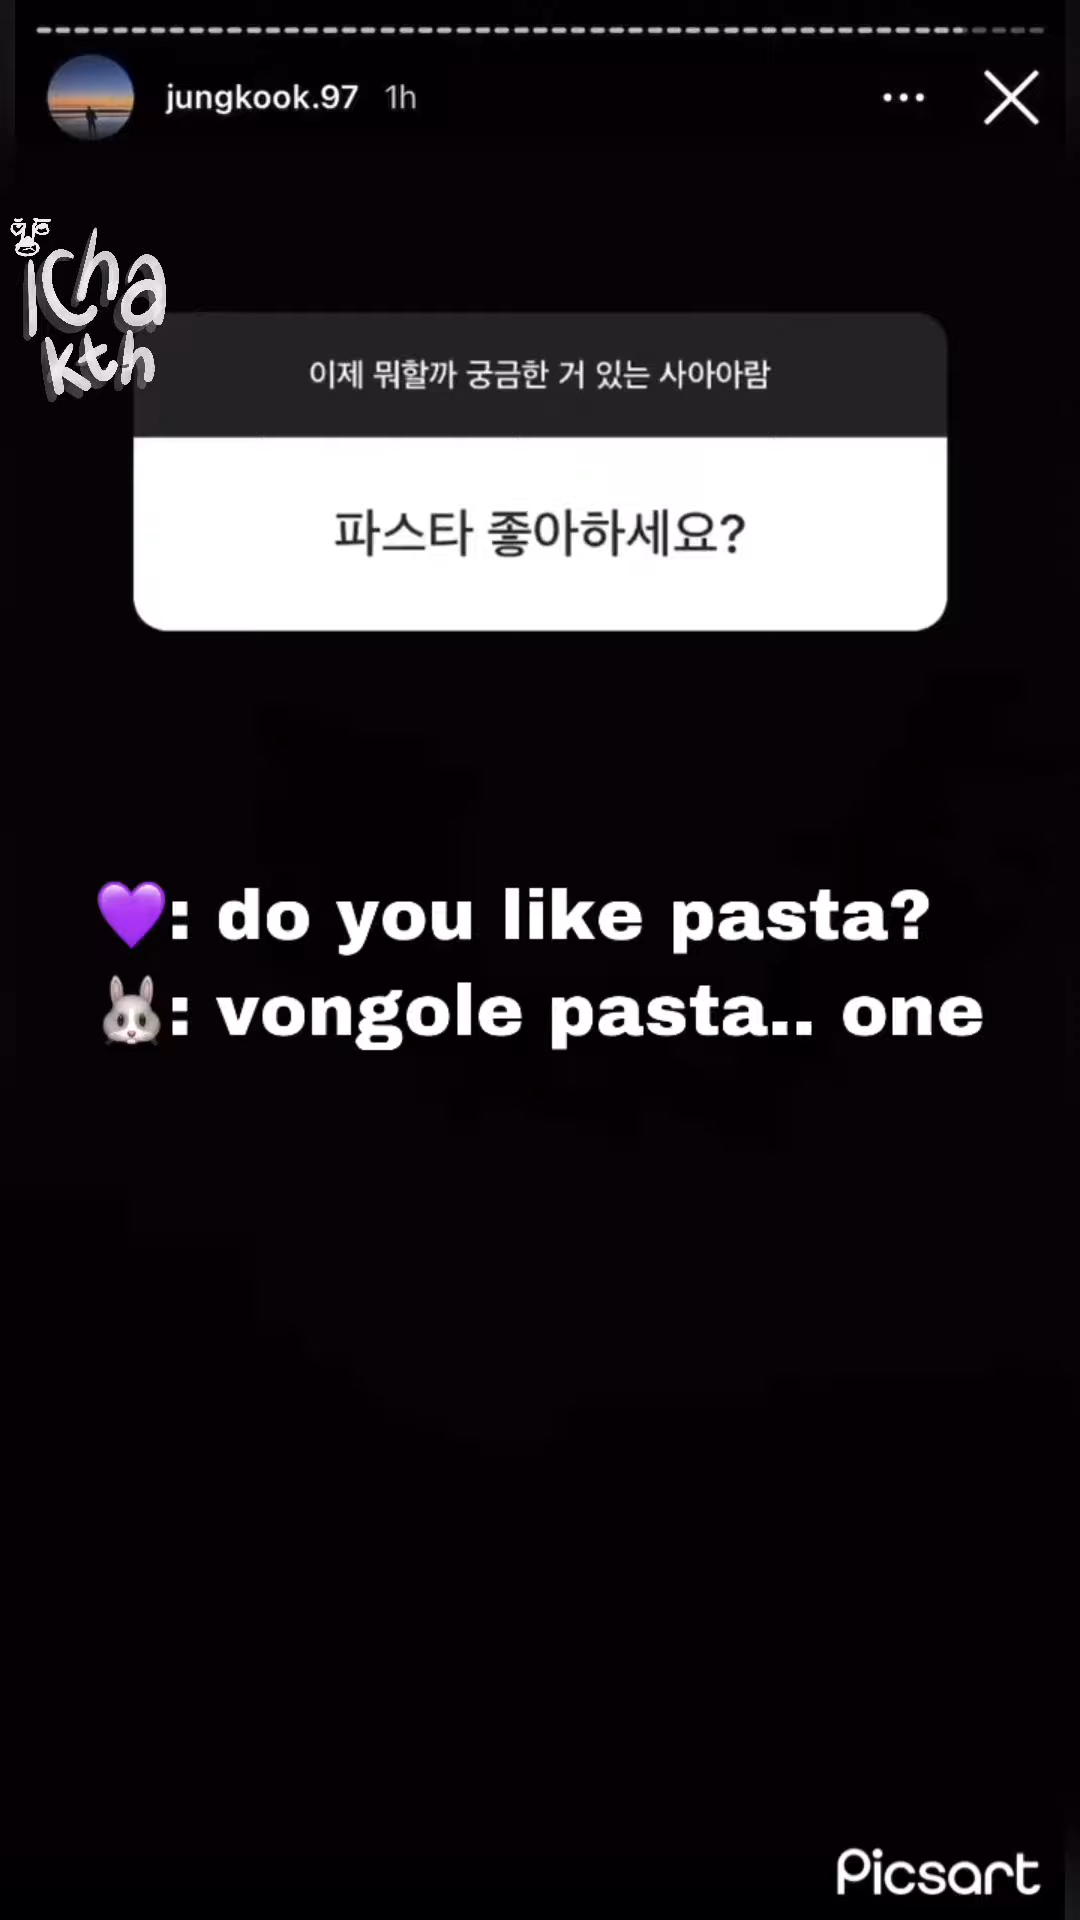 jungkook.97 1h
icha
kth
이제 뭐할까 궁금한 거 있는 사아아람
파스타 좋아하세요?
💜: do you like pasta?
🐰: vongole pasta.. one
Picsart